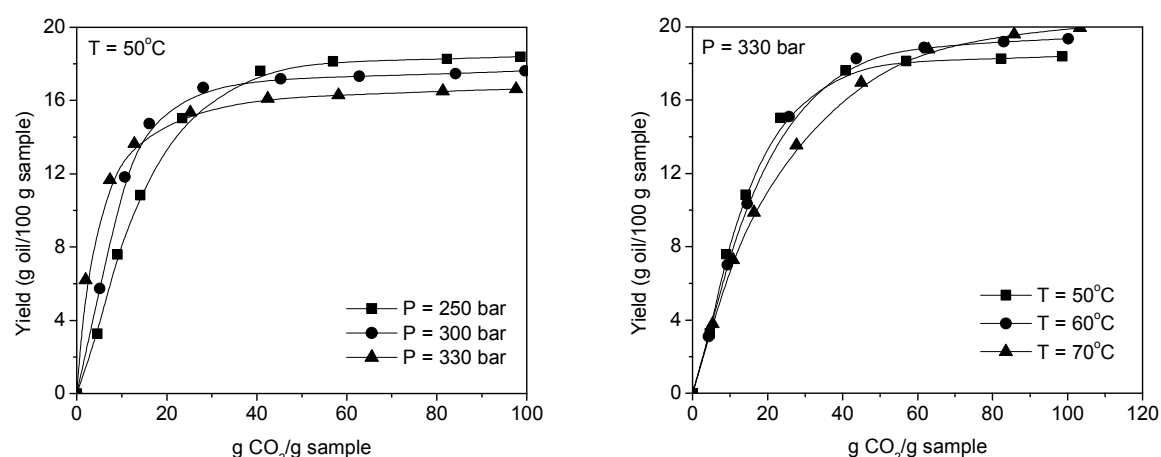 T = 50°C
Yield (g oil/100 g sample)
20
16
12
8
4
0
P = 250 bar
P = 300 bar
P = 330 bar
0 20 40 60 80 100
g CO₂/g sample
P = 330 bar
Yield (g oil/100 g sample)
20
16
12
8
4
0
T = 50°C
T = 60°C
T = 70°C
0 20 40 60 80 100 120
g CO₂/g sample